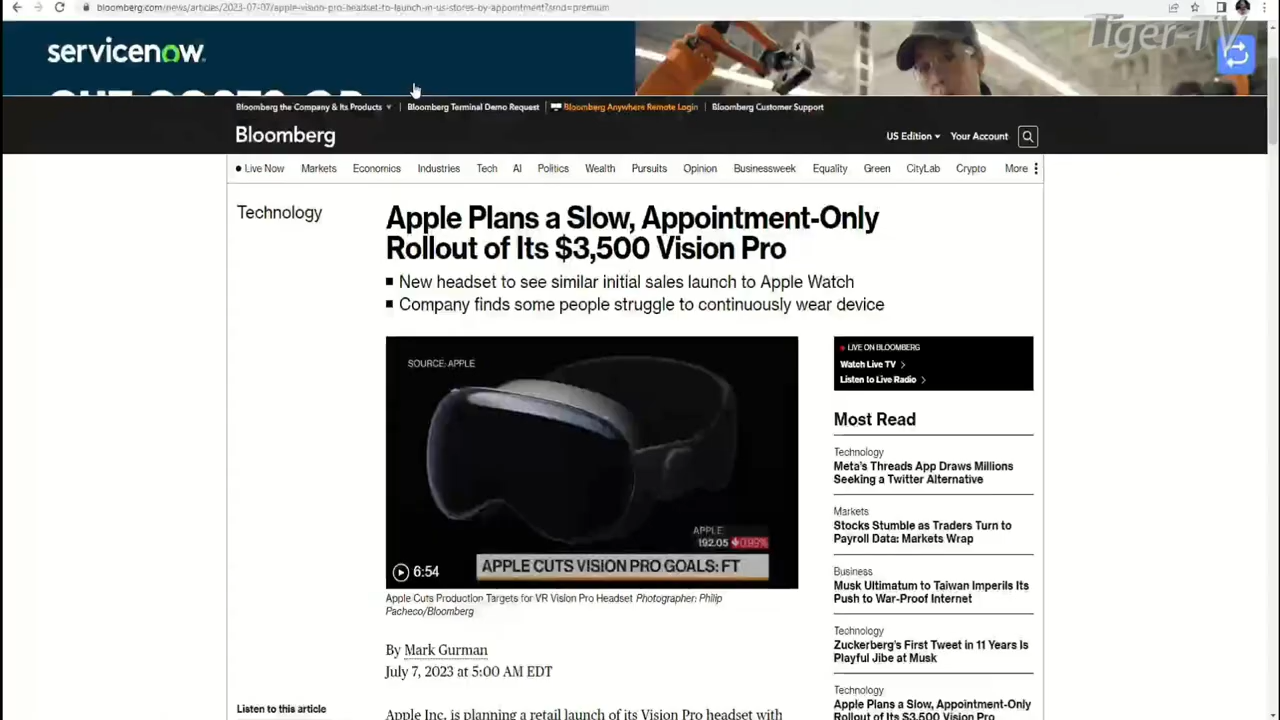 bloomberg.com/news/articles/2023-07-07/apple-vision-pro-headset-to-launch-in-us-stores-by-appointment?srnd=premium
Tiger-TV
servicenow.
Bloomberg the Company & Its Products
Bloomberg Terminal Demo Request
Bloomberg Anywhere Remote Login
Bloomberg Customer Support
Bloomberg
US Edition
Your Account
Live Now
Markets
Economics
Industries
Tech
AI
Politics
Wealth
Pursuits
Opinion
Businessweek
Equality
Green
CityLab
Crypto
More
Technology
Apple Plans a Slow, Appointment-Only
Rollout of Its $3,500 Vision Pro
New headset to see similar initial sales launch to Apple Watch
Company finds some people struggle to continuously wear device
SOURCE: APPLE
APPLE
192.05 0.95%
APPLE CUTS VISION PRO GOALS: FT
6:54
Apple Cuts Production Targets for VR Vision Pro Headset Photographer: Philip
Pacheco/Bloomberg
By Mark Gurman
July 7, 2023 at 5:00 AM EDT
Listen to this article
Apple Inc. is planning a retail launch of its Vision Pro headset with
LIVE ON BLOOMBERG
Watch Live TV
Listen to Live Radio
Most Read
Technology
Meta's Threads App Draws Millions
Seeking a Twitter Alternative
Markets
Stocks Stumble as Traders Turn to
Payroll Data: Markets Wrap
Business
Musk Ultimatum to Taiwan Imperils Its
Push to War-Proof Internet
Technology
Zuckerberg's First Tweet in 11 Years Is
Playful Jibe at Musk
Technology
Apple Plans a Slow, Appointment-Only
Rollout of Its $3,500 Vision Pro